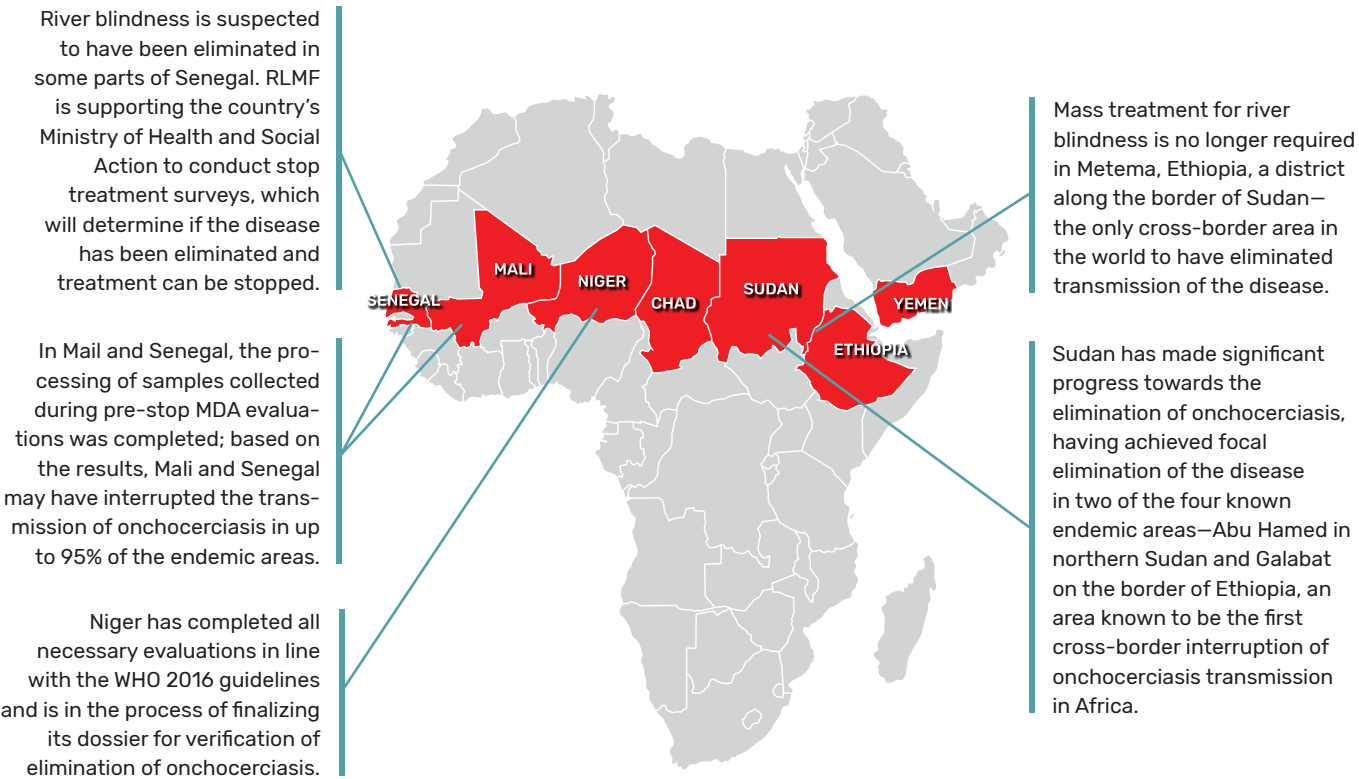 River blindness is suspected
to have been eliminated in
some parts of Senegal. RLMF
is supporting the country’s
Ministry of Health and Social
Action to conduct stop
treatment surveys, which
will determine if the disease
has been eliminated and
treatment can be stopped.
In Mail and Senegal, the pro-
cessing of samples collected
during pre-stop MDA evalua-
tions was completed; based on
the results, Mali and Senegal
may have interrupted the trans-
mission of onchocerciasis in up
to 95% of the endemic areas.
Niger has completed all
necessary evaluations in line
with the WHO 2016 guidelines
and is in the process of finalizing
its dossier for verification of
elimination of onchocerciasis.
SENEGAL
MALI
NIGER
CHAD
SUDAN
ETHIOPIA
YEMEN
Mass treatment for river
blindness is no longer required
in Metema, Ethiopia, a district
along the border of Sudan—
the only cross-border area in
the world to have eliminated
transmission of the disease.
Sudan has made significant
progress towards the
elimination of onchocerciasis,
having achieved focal
elimination of the disease
in two of the four known
endemic areas—Abu Hamed in
northern Sudan and Galabat
on the border of Ethiopia, an
area known to be the first
cross-border interruption of
onchocerciasis transmission
in Africa.